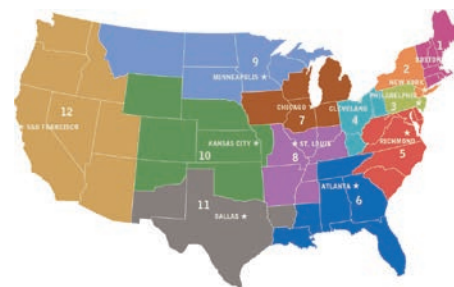 1
BOSTON
9
2
MINNEAPOLIS
NEW YORK
PHILADELPHIA
3
CHICAGO
CLEVELAND
7
4
12
SAN FRANCISCO
KANSAS CITY
ST. LOUIS
RICHMOND
10
8
5
11
ATLANTA
DALLAS
6